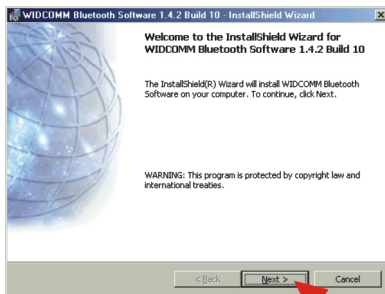 WIDCOMM Bluetooth Software 1.4.2 Build 10 - InstallShield Wizard
Welcome to the InstallShield Wizard for
WIDCOMM Bluetooth Software 1.4.2 Build 10
The InstallShield(R) Wizard will install WIDCOMM Bluetooth
Software on your computer. To continue, click Next.
WARNING: This program is protected by copyright law and
international treaties.
< Back
Next >
Cancel